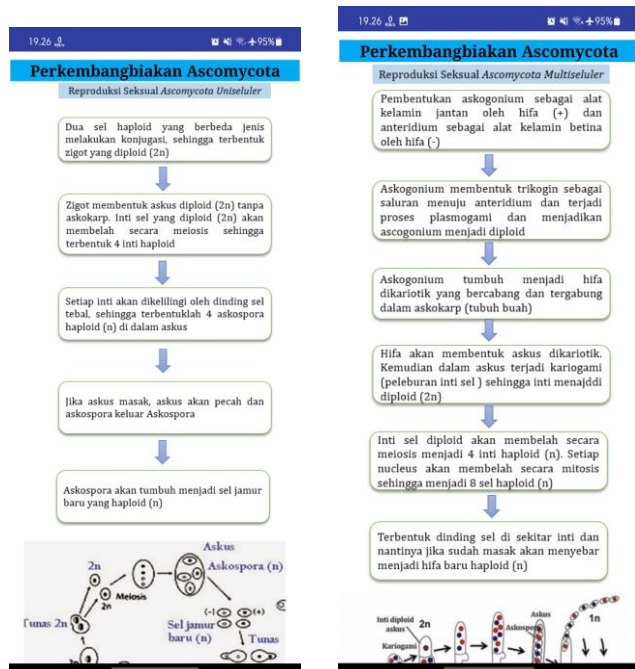 19.26
95%
Perkembangbiakan Ascomycota
Reproduksi Seksual Ascomycota Uniseluler
Dua sel haploid yang berbeda jenis
melakukan konjugasi, sehingga terbentuk
zigot yang diploid (2n)
Zigot membentuk askus diploid (2n) tanpa
askokarp. Inti sel yang diploid (2n) akan
membelah secara meiosis sehingga
terbentuk 4 inti haploid
Setiap inti akan dikelilingi oleh dinding sel
tebal, sehingga terbentuklah 4 askospora
haploid (n) di dalam askus
Jika askus masak, askus akan pecah dan
askospora keluar Askospora
Askospora akan tumbuh menjadi sel jamur
baru yang haploid (n)
Askus
2n
Askospora (n)
Meiosis
2n
Tunas 2n
(-)
(+)
Sel jamur
baru (n)
Tunas
2n
19.26
95%
Perkembangbiakan Ascomycota
Reproduksi Seksual Ascomycota Multiseluler
Pembentukan askogonium sebagai alat
kelamin jantan oleh hifa (+) dan
anteridium sebagai alat kelamin betina
oleh hifa (-)
Askogonium membentuk trikogin sebagai
saluran menuju anteridium dan terjadi
proses plasmogami dan menjadikan
ascogonium menjadi diploid
Askogonium tumbuh menjadi hifa
dikariotik yang bercabang dan tergabung
dalam askokarp (tubuh buah)
Hifa akan membentuk askus dikariotik.
Kemudian dalam askus terjadi kariogami
(peleburan inti sel ) sehingga inti menajddi
diploid (2n)
Inti sel diploid akan membelah secara
meiosis menjadi 4 inti haploid (n). Setiap
nucleus akan membelah secara mitosis
sehingga menjadi 8 sel haploid (n)
Terbentuk dinding sel di sekitar inti dan
nantinya jika sudah masak akan menyebar
menjadi hifa baru haploid (n)
Inti diploid
askus
2n
Askus
Askospora
1n
Kariogami